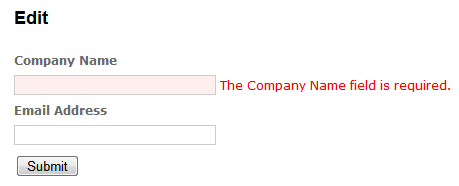 Edit
Company Name
The Company Name field is required.
Email Address
Submit